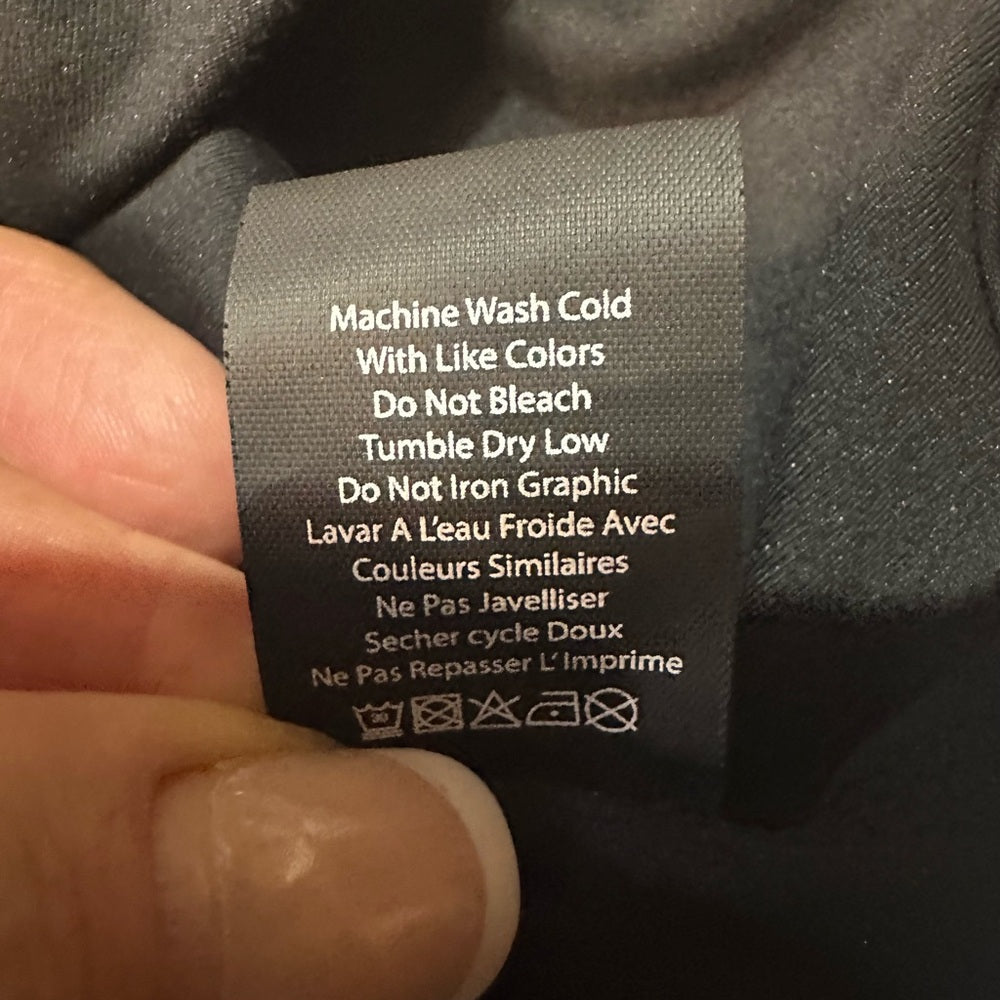 Machine Wash Cold
With Like Colors
Do Not Bleach
Tumble Dry Low
Do Not Iron Graphic
Lavar A L'eau Froide Avec
Couleurs Similaires
Ne Pas Javelliser
Secher cycle Doux
Ne Pas Repasser L'Imprime
30